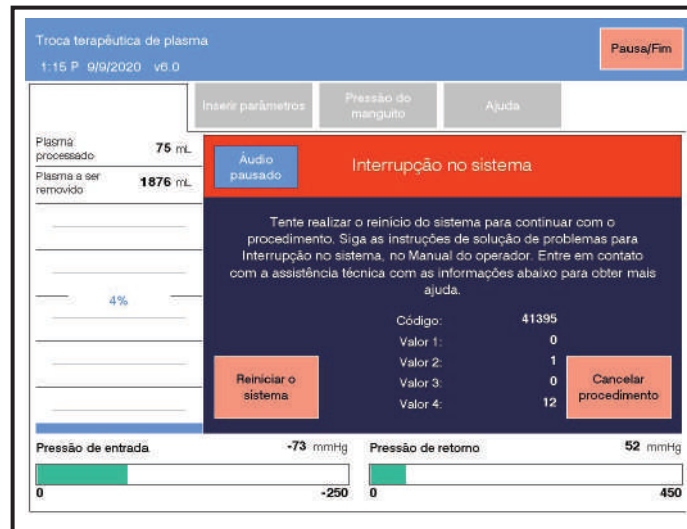 Troca terapêutica de plasma
1:15 P 9/9/2020 v6.0
Pausa/Fim
Inserir parâmetros
Pressão do
manguito
Ajuda
Plasma
processado
75 mL
Plasma a ser
removido
1876 mL
4%
Áudio
pausado
Interrupção no sistema
Tente realizar o reinício do sistema para continuar com o
procedimento. Siga as instruções de solução de problemas para
Interrupção no sistema, no Manual do operador. Entre em contato
com a assistência técnica com as informações abaixo para obter mais
ajuda.
Código: 41395
Valor 1: 0
Valor 2: 1
Valor 3: 0
Valor 4: 12
Reiniciar o
sistema
Cancelar
procedimento
Pressão de entrada -73 mmHg
0 -250
Pressão de retorno 52 mmHg
0 450